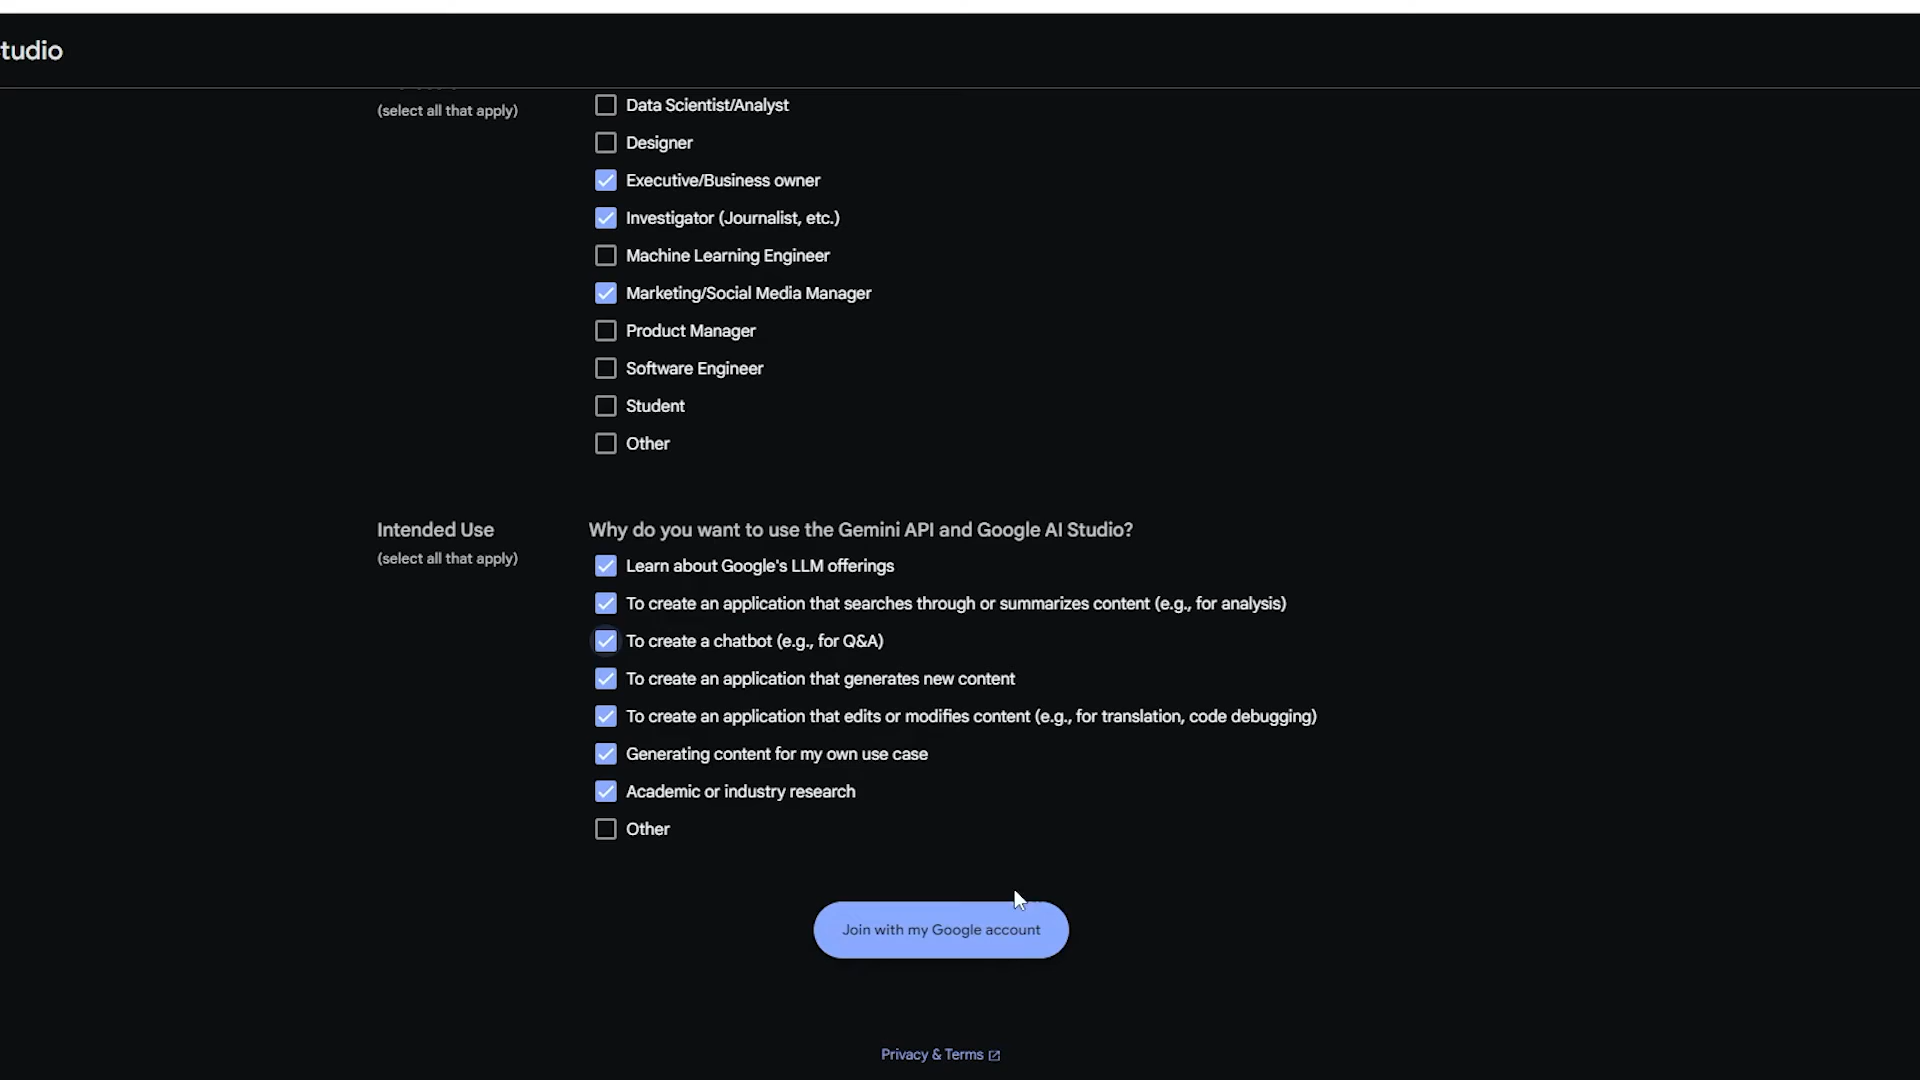 tudio
(select all that apply)
Data Scientist/Analyst
Designer
Executive/Business owner
Investigator (Journalist, etc.)
Machine Learning Engineer
Marketing/Social Media Manager
Product Manager
Software Engineer
Student
Other
Intended Use
(select all that apply)
Why do you want to use the Gemini API and Google AI Studio?
Learn about Google's LLM offerings
To create an application that searches through or summarizes content (e.g., for analysis)
To create a chatbot (e.g., for Q&A)
To create an application that generates new content
To create an application that edits or modifies content (e.g., for translation, code debugging)
Generating content for my own use case
Academic or industry research
Other
Join with my Google account
Privacy & Terms